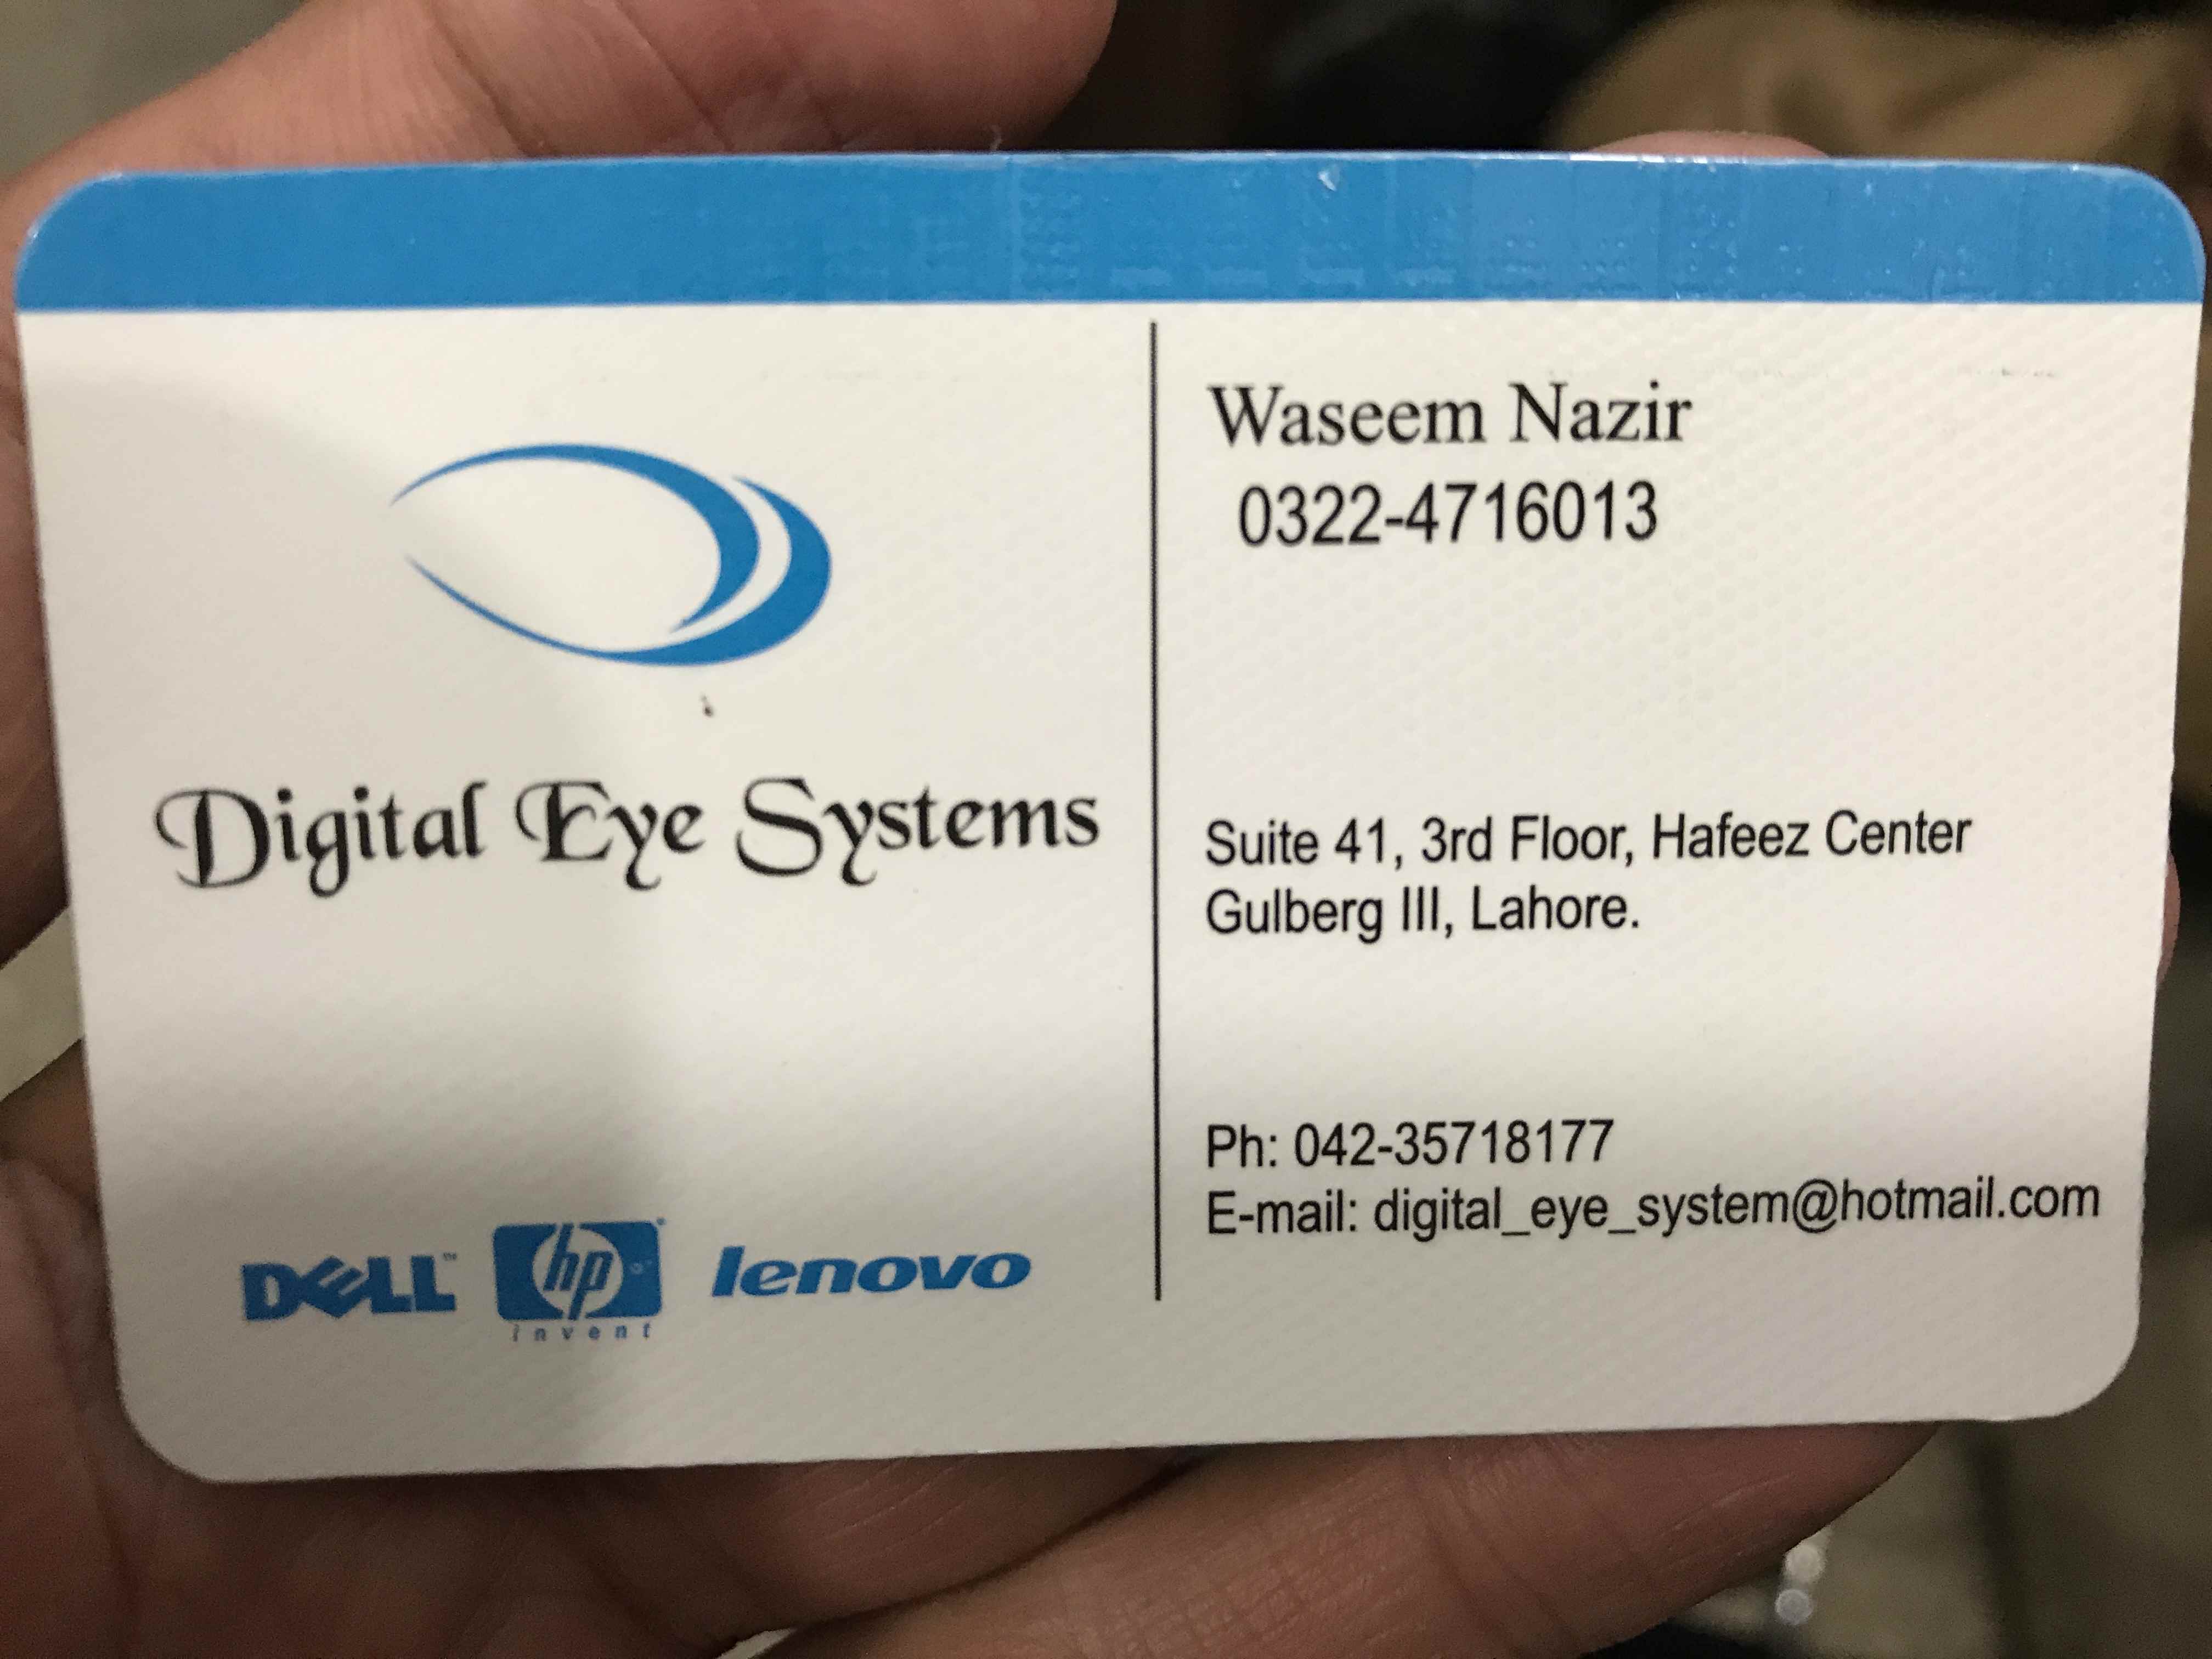 Digital Eye Systems
DELL™
hp®
invent
lenovo
Waseem Nazir
0322-4716013
Suite 41, 3rd Floor, Hafeez Center
Gulberg III, Lahore.
Ph: 042-35718177
E-mail: digital_eye_system@hotmail.com